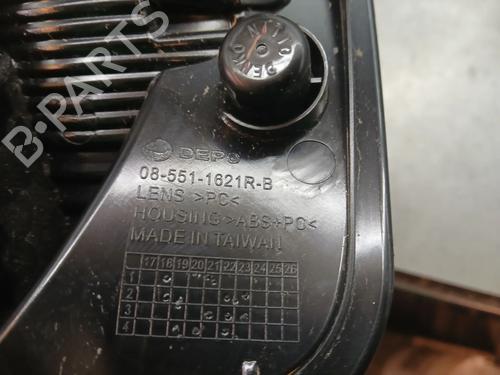 B-PARTS
DEPO
08-551-1621R-B
LENS >PC<
HOUSING >ABS+PC<
MADE IN TAIWAN
17 18 19 20 21 22 23 24 25 26
1
2
3
4